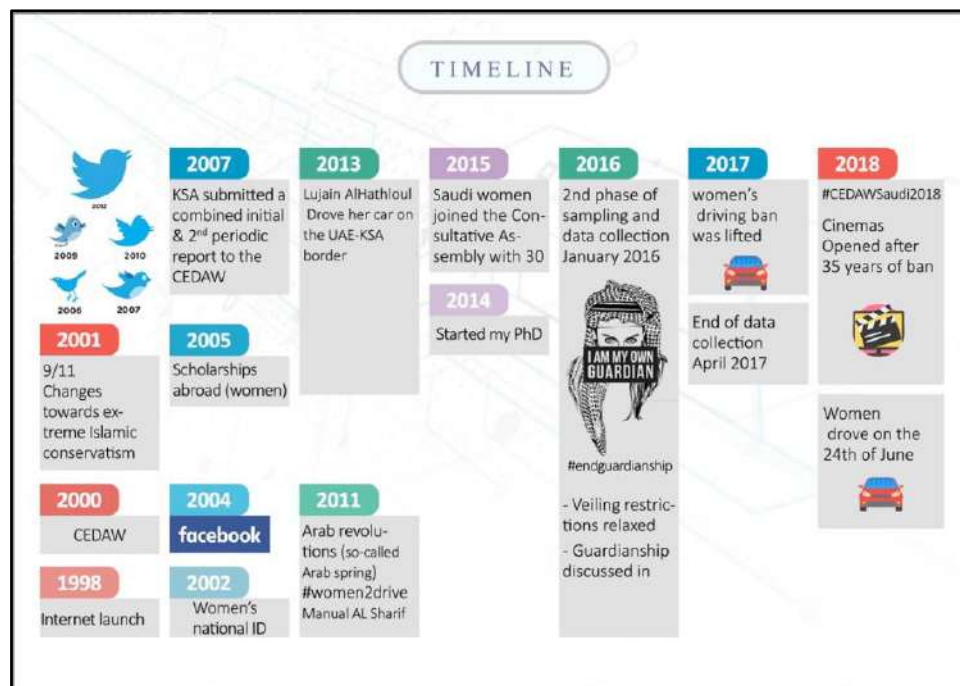 TIMELINE
2012
2009
2010
2006
2007
2001
9/11
Changes
towards ex-
treme Islamic
conservatism
2000
CEDAW
1998
Internet launch
2007
KSA submitted a
combined initial
& 2nd periodic
report to the
CEDAW
2005
Scholarships
abroad (women)
2004
facebook
2002
Women's
national ID
2013
Lujain AlHathloul
Drove her car on
the UAE-KSA
border
2011
Arab revolu-
tions (so-called
Arab spring)
#women2drive
Manual AL Sharif
2015
Saudi women
joined the Con-
sultative As-
sembly with 30
2014
Started my PhD
2016
2nd phase of
sampling and
data collection
January 2016
I AM MY OWN
GUARDIAN
#endguardianship
- Veiling restric-
tions relaxed
- Guardianship
discussed in
2017
women's
driving ban
was lifted
End of data
collection
April 2017
2018
#CEDAWSaudi2018
Cinemas
Opened after
35 years of ban
Women
drove on the
24th of June